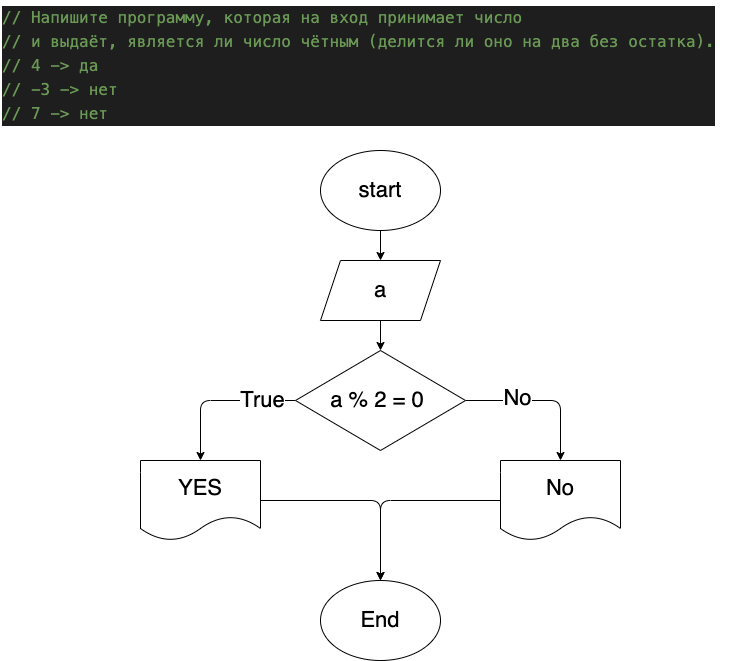 // Напишите программу, которая на вход принимает число
// и выдаёт, является ли число чётным (делится ли оно на два без остатка).
// 4 -> да
// -3 -> нет
// 7 -> нет
start
a
a % 2 = 0
True
No
YES
No
End